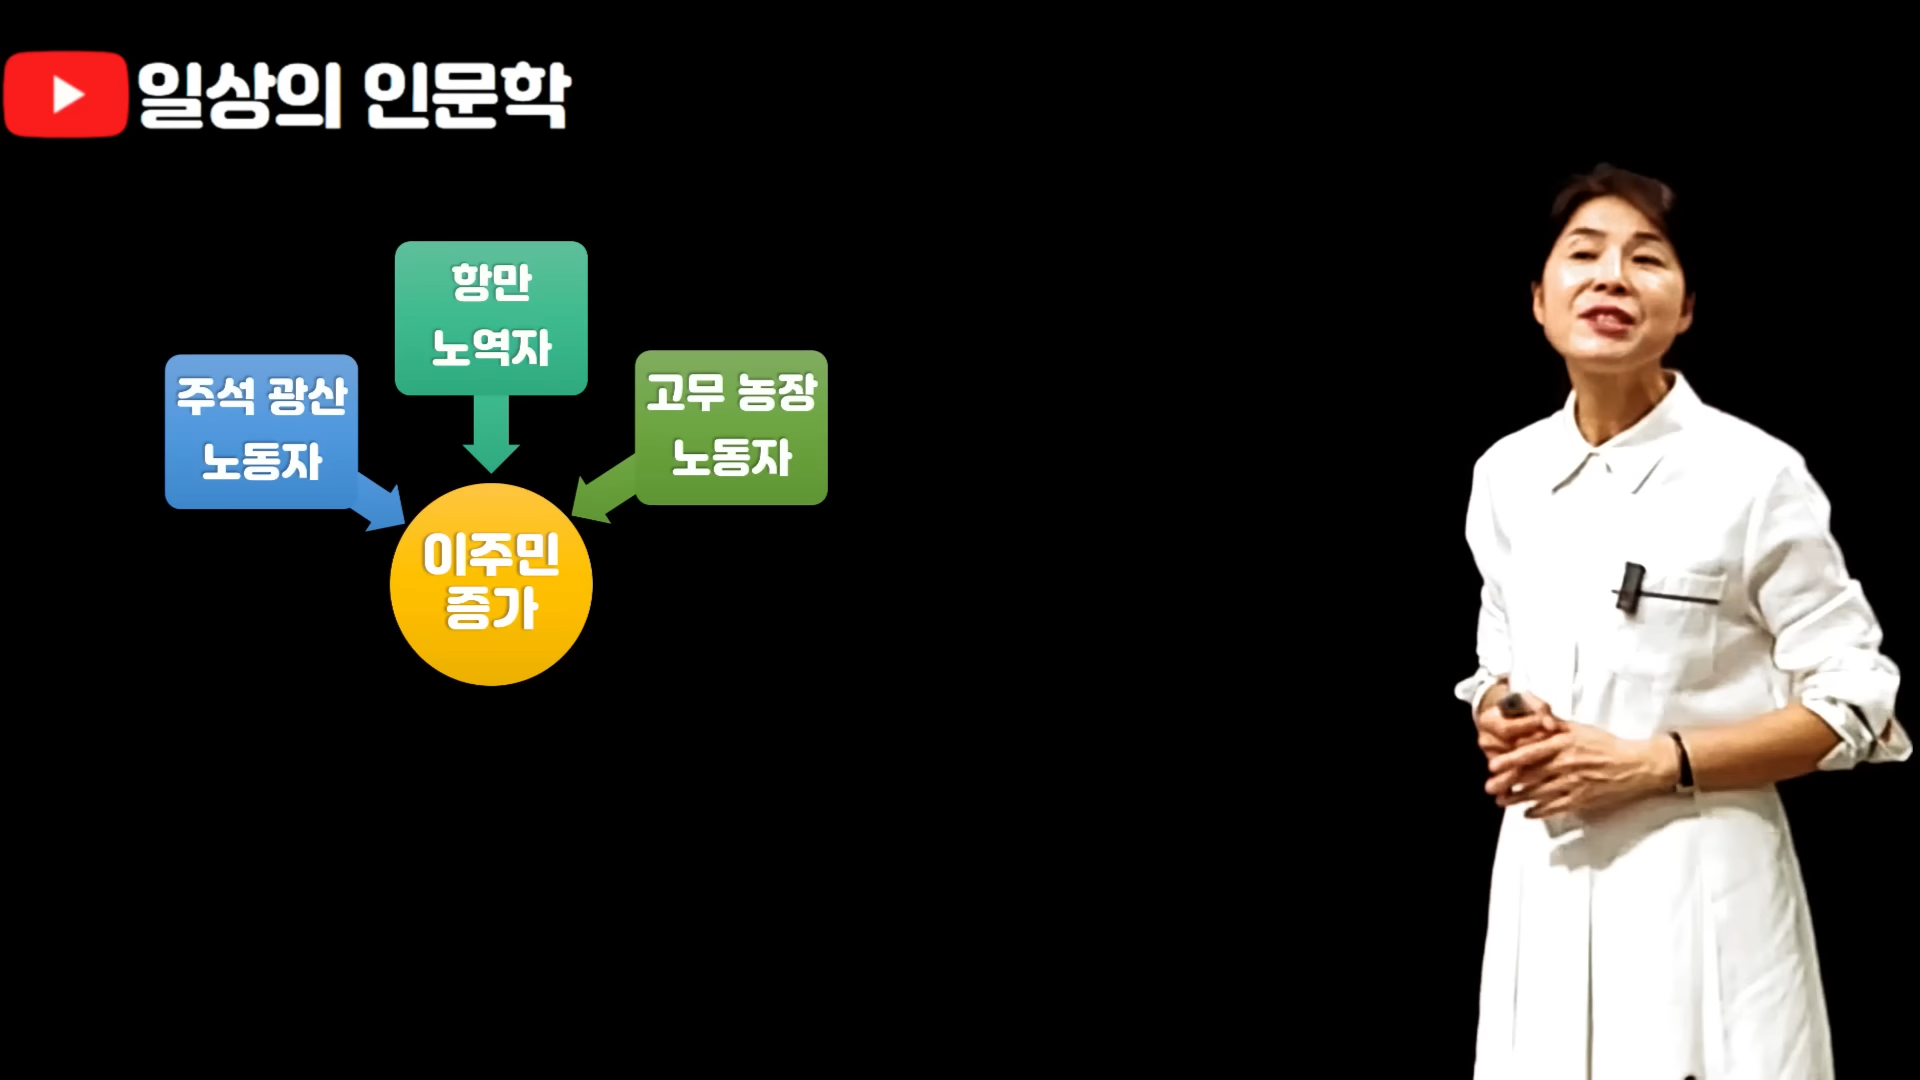 일상의 인문학
항만
노역자
주석 광산
노동자
고무 농장
노동자
이주민
증가